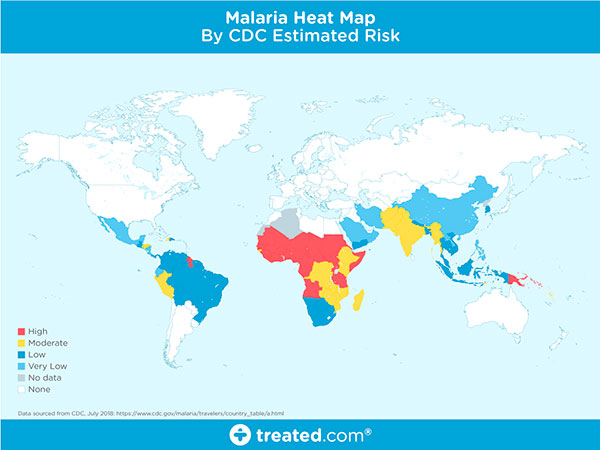 Malaria Heat Map
By CDC Estimated Risk
High
Moderate
Low
Very Low
No data
None
Data sourced from CDC, July 2018: https://www.cdc.gov/malaria/travelers/country_table/a.html
treated.com®